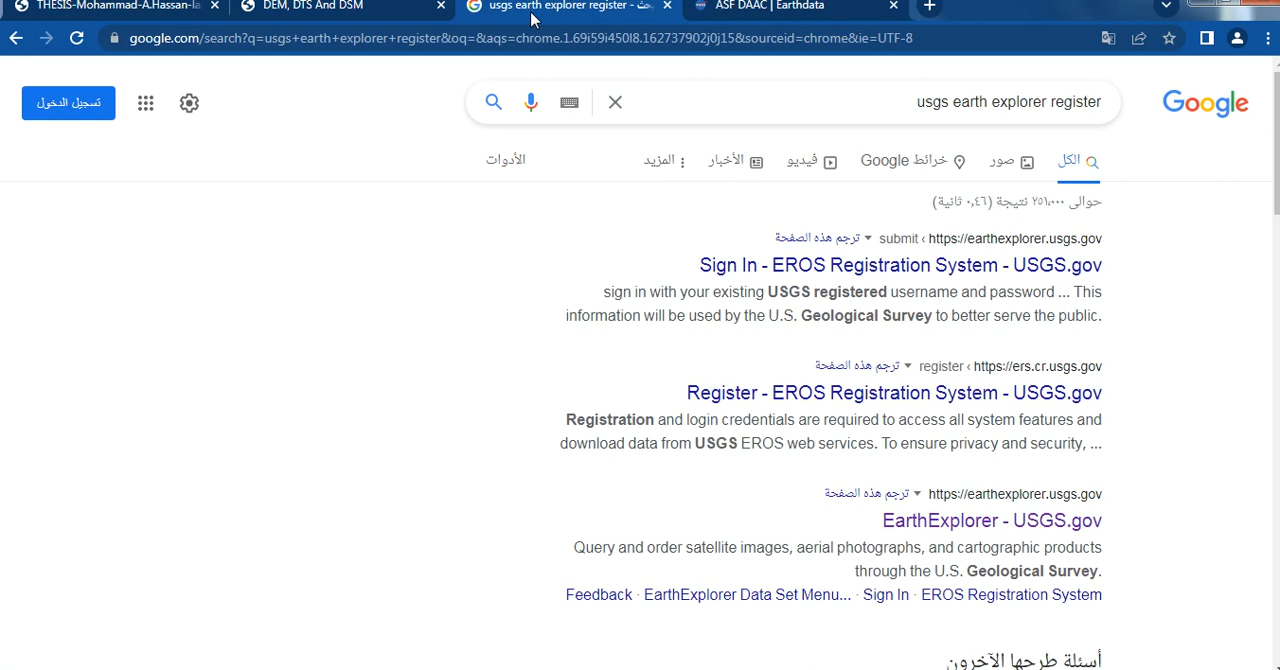 THESIS-Mohammad-A.Hassan-la
DEM, DTS And DSM
usgs earth explorer register - بحث
ASF DAAC | Earthdata
google.com/search?q=usgs+earth+explorer+register&oq=&aqs=chrome.1.69i59i450l8.162737902j0j15&sourceid=chrome&ie=UTF-8
usgs earth explorer register
Google
تسجيل الدخول
الكل
صور
خرائط Google
فيديو
الأخبار
المزيد
الأدوات
حوالى ٢٥١,٠٠٠ نتيجة (٠,٤٦ ثانية)
https://earthexplorer.usgs.gov › submit ترجم هذه الصفحة
Sign In - EROS Registration System - USGS.gov
sign in with your existing USGS registered username and password ... This
information will be used by the U.S. Geological Survey to better serve the public.
https://ers.cr.usgs.gov › register ترجم هذه الصفحة
Register - EROS Registration System - USGS.gov
Registration and login credentials are required to access all system features and
download data from USGS EROS web services. To ensure privacy and security, ...
https://earthexplorer.usgs.gov ترجم هذه الصفحة
EarthExplorer - USGS.gov
Query and order satellite images, aerial photographs, and cartographic products
through the U.S. Geological Survey.
Feedback · EarthExplorer Data Set Menu... · Sign In · EROS Registration System
أسئلة طرحها الآخرون